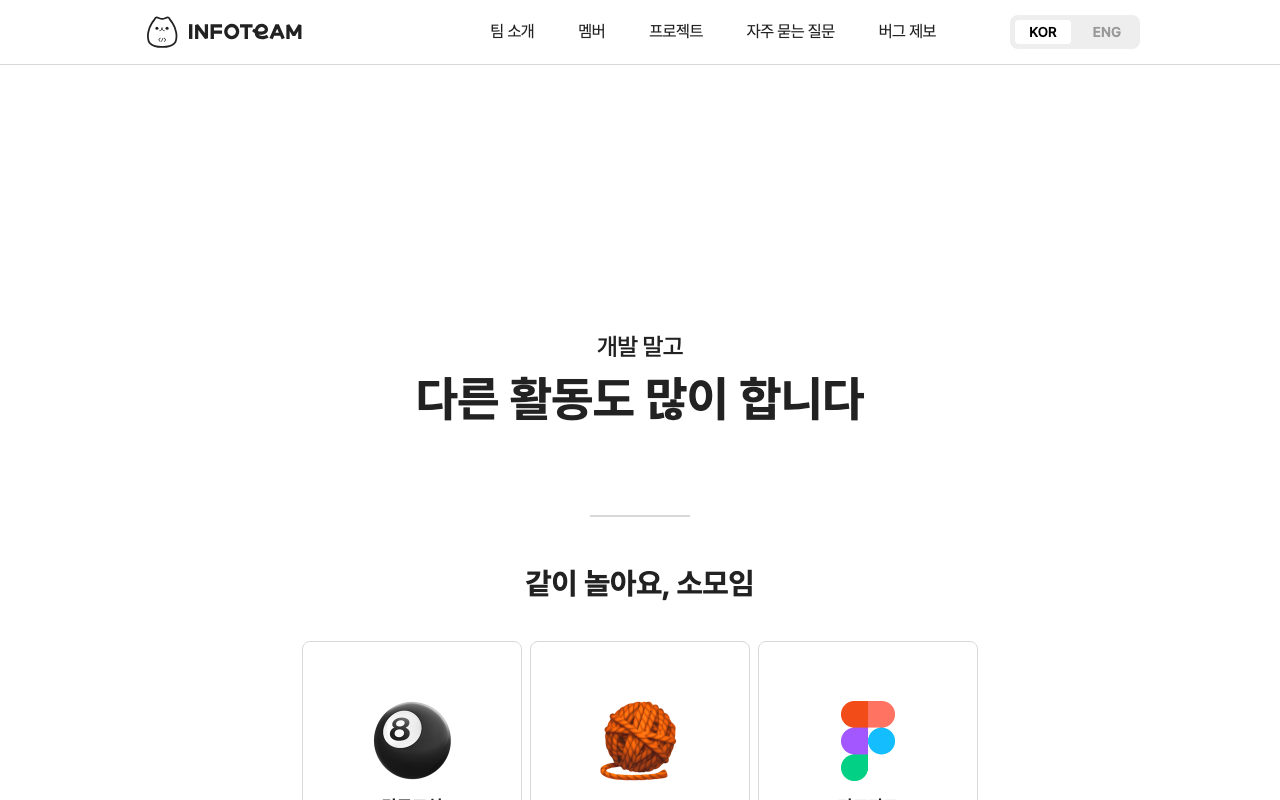 INFOTEAM
팀 소개
멤버
프로젝트
자주 묻는 질문
버그 제보
KOR
ENG
개발 말고
다른 활동도 많이 합니다
같이 놀아요, 소모임
8